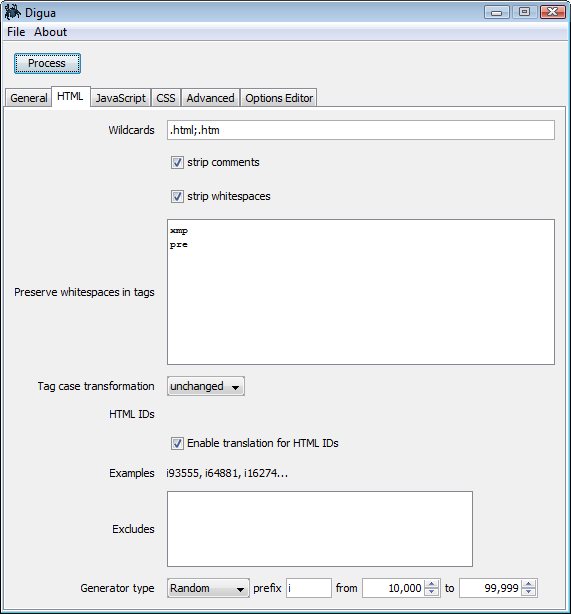 Digua
File About
Process
General HTML JavaScript CSS Advanced Options Editor
Wildcards .html;.htm
strip comments
strip whitespaces
xmp
pre
Preserve whitespaces in tags
Tag case transformation unchanged
HTML IDs
Enable translation for HTML IDs
Examples i93555, i64881, i16274...
Excludes
Generator type Random prefix i from 10,000 to 99,999